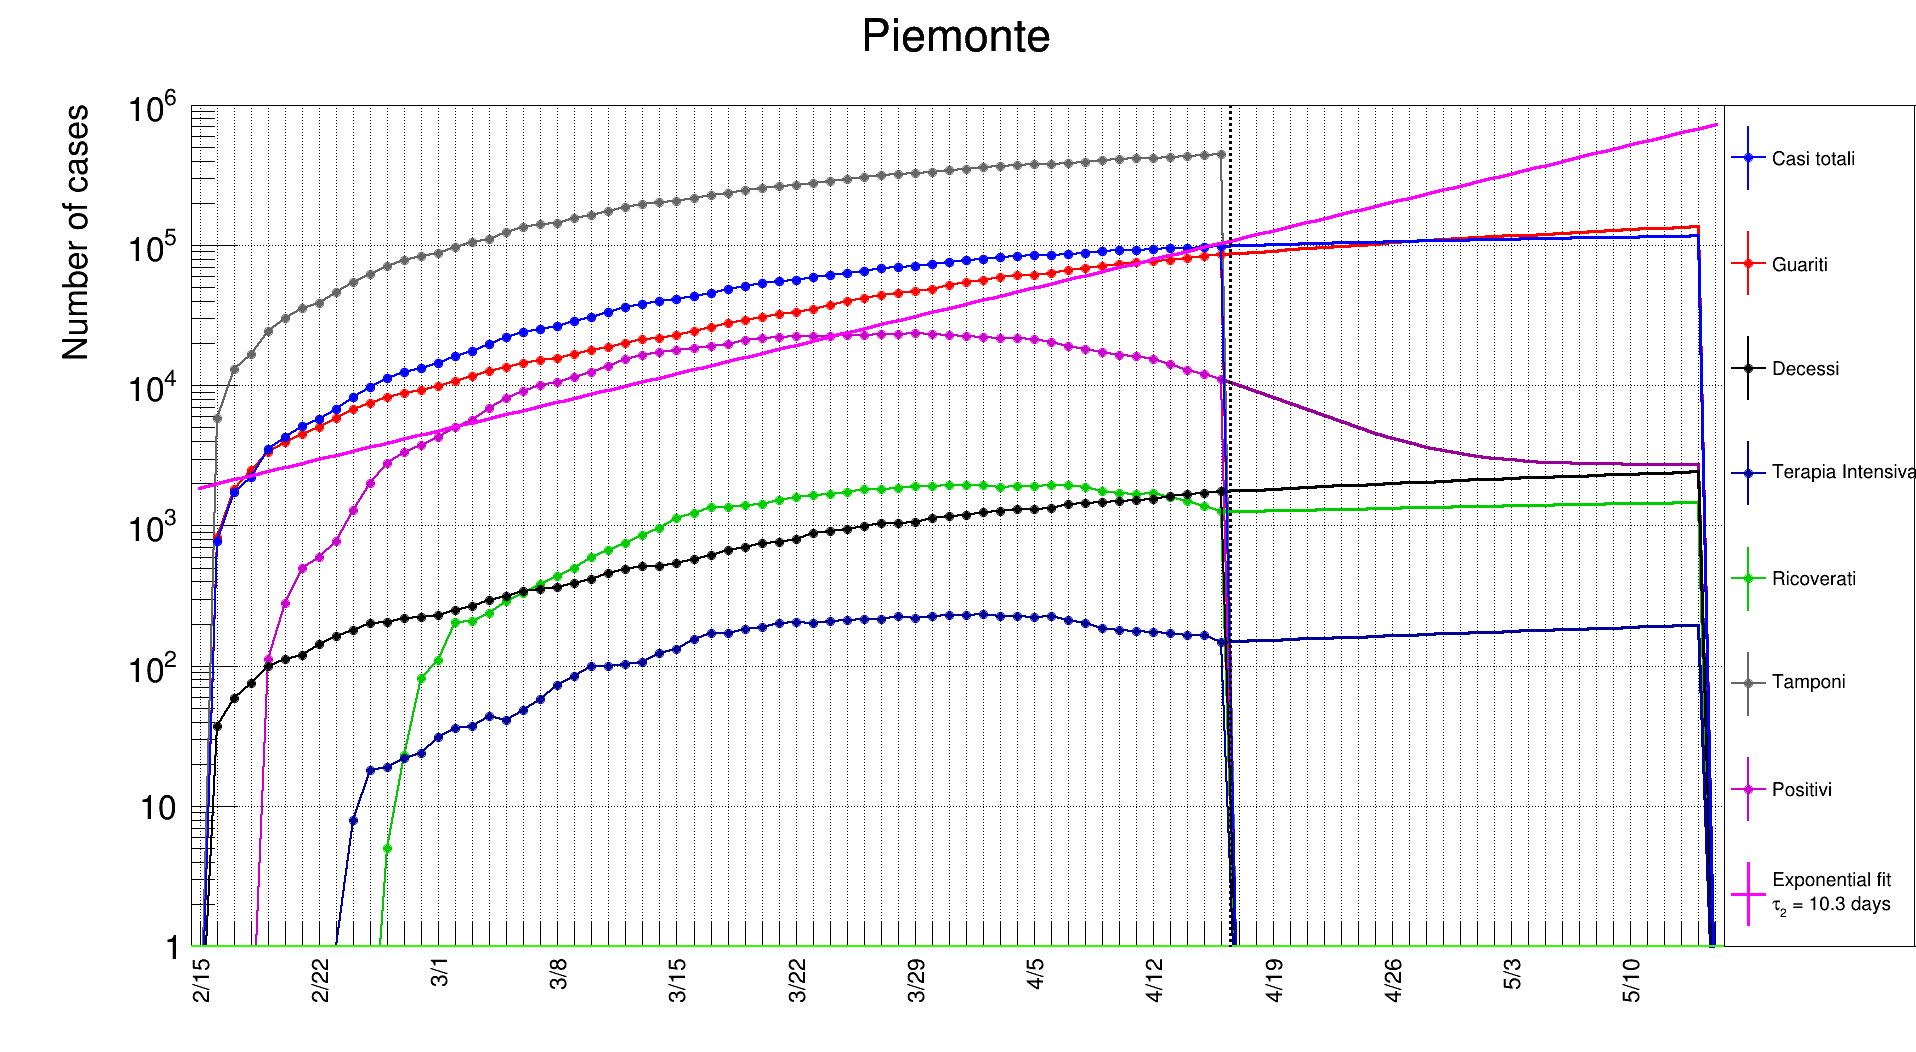 Piemonte
Number of cases
10^6
10^5
10^4
10^3
10^2
10
1
2/15
2/22
3/1
3/8
3/15
3/22
3/29
4/5
4/12
4/19
4/26
5/3
5/10
Casi totali
Guariti
Decessi
Terapia Intensiva
Ricoverati
Tamponi
Positivi
Exponential fit
τ₂ = 10.3 days